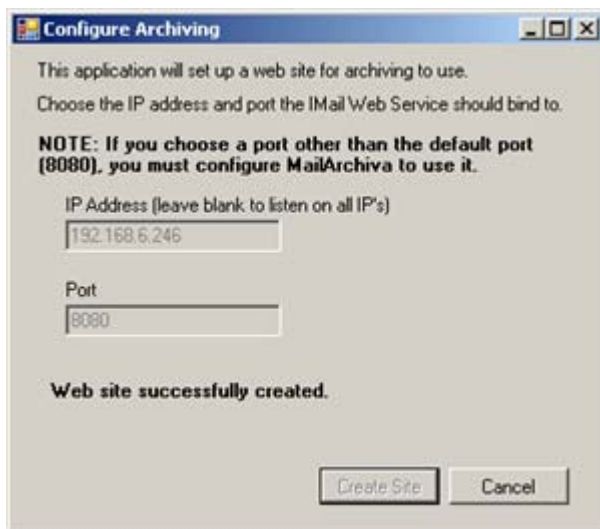 Configure Archiving
This application will set up a web site for archiving to use.
Choose the IP address and port the IMail Web Service should bind to.
NOTE: If you choose a port other than the default port
(8080), you must configure MailArchiva to use it.
IP Address (leave blank to listen on all IP's)
192.168.6.246
Port
8080
Web site successfully created.
Create Site
Cancel